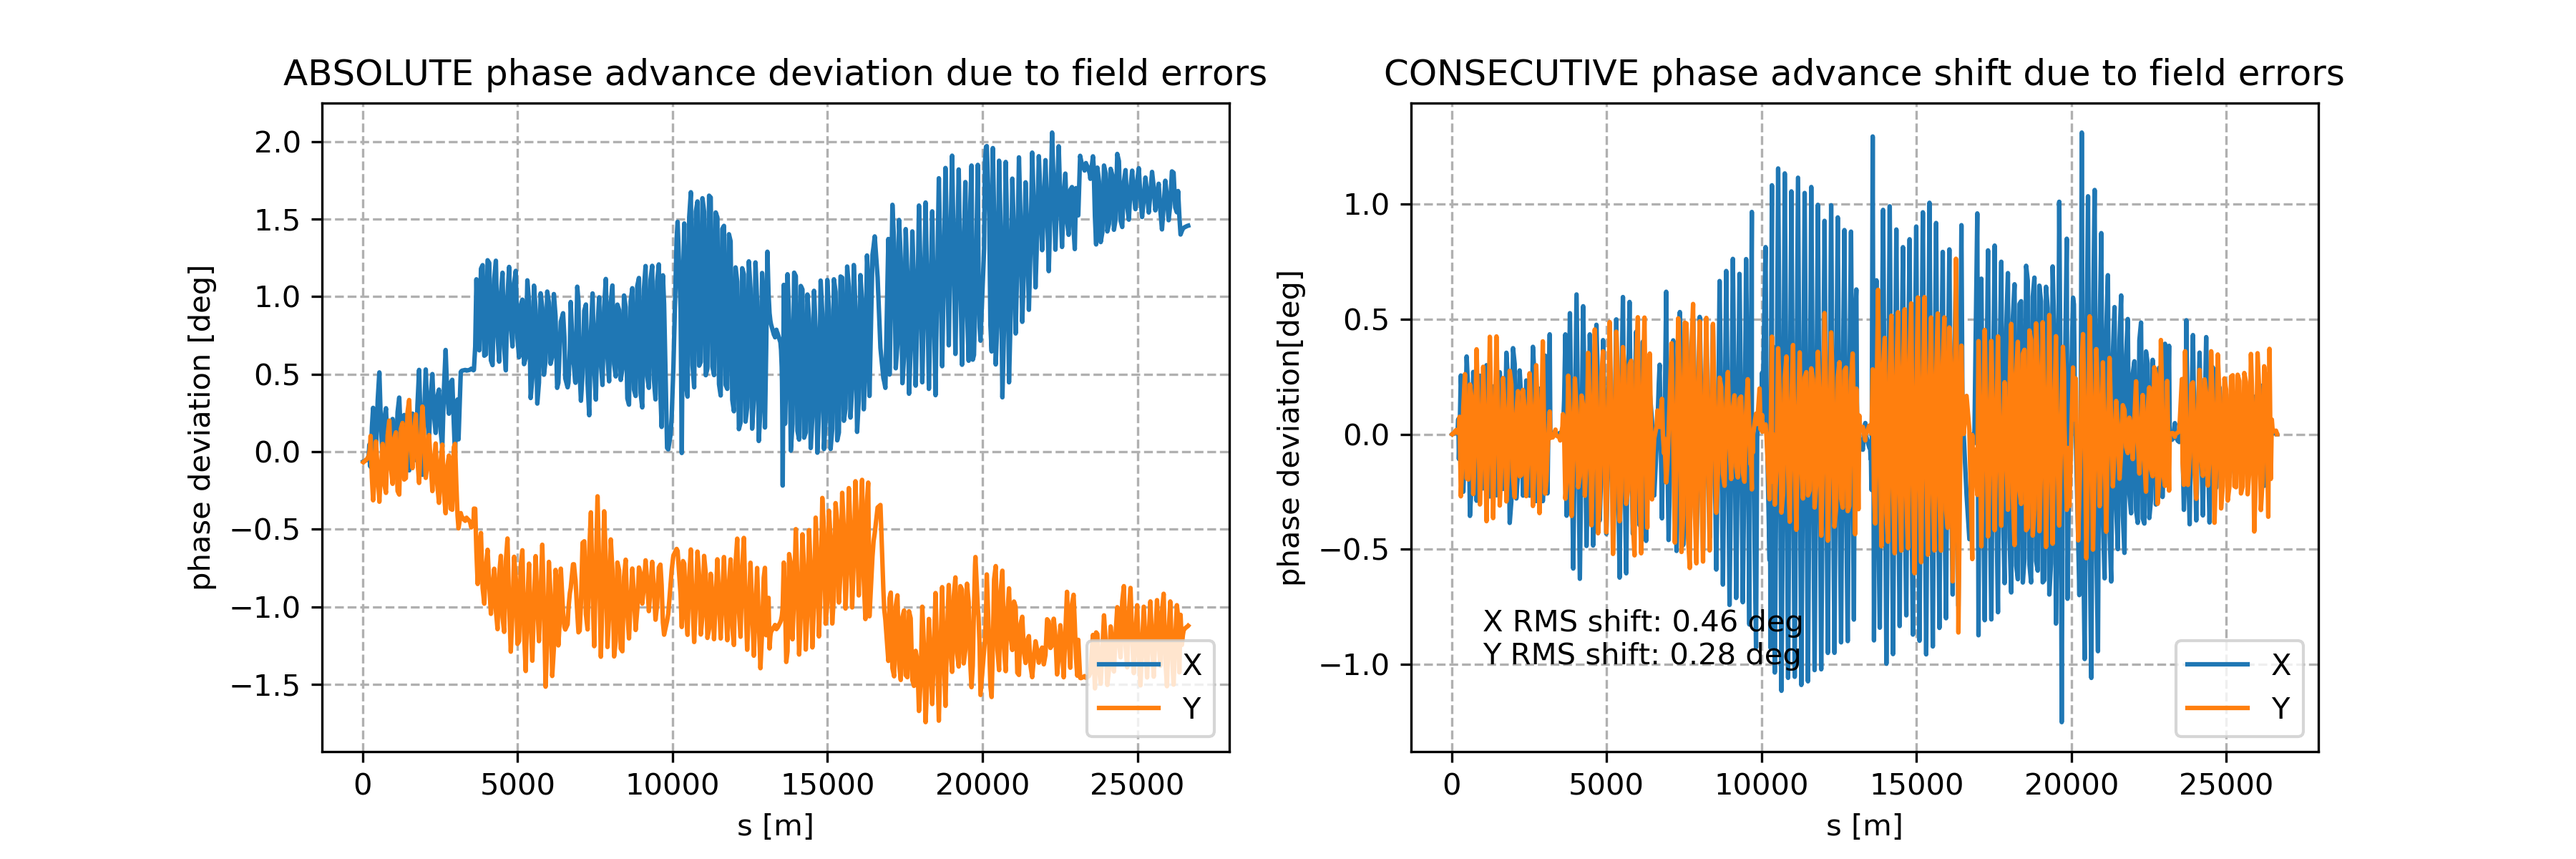 ABSOLUTE phase advance deviation due to field errors
phase deviation [deg]
2.0
1.5
1.0
0.5
0.0
−0.5
−1.0
−1.5
0 5000 10000 15000 20000 25000
s [m]
X
Y
CONSECUTIVE phase advance shift due to field errors
phase deviation[deg]
1.0
0.5
0.0
−0.5
−1.0
X RMS shift: 0.46 deg
Y RMS shift: 0.28 deg
0 5000 10000 15000 20000 25000
s [m]
X
Y